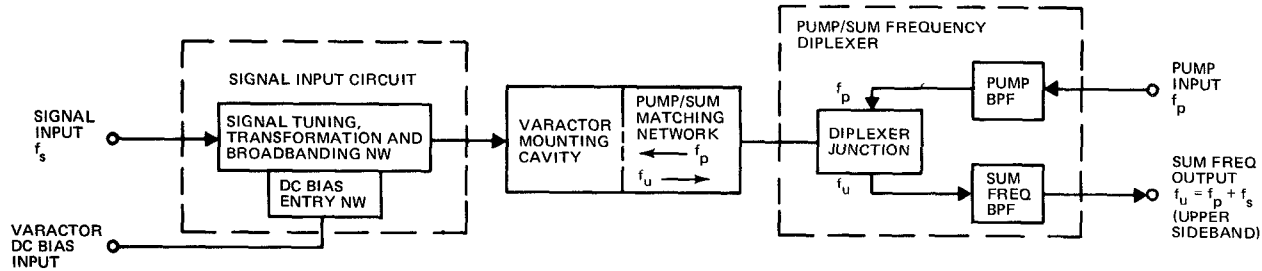 SIGNAL
INPUT
fs
VARACTOR
DC BIAS
INPUT
SIGNAL INPUT CIRCUIT
SIGNAL TUNING,
TRANSFORMATION AND
BROADBANDING NW
DC BIAS
ENTRY NW
VARACTOR
MOUNTING
CAVITY
PUMP/SUM
MATCHING
NETWORK
fp
fu
PUMP/SUM FREQUENCY
DIPLEXER
fp
DIPLEXER
JUNCTION
fu
PUMP
BPF
SUM
FREQ
BPF
PUMP
INPUT
fp
SUM FREQ
OUTPUT
fu = fp + fs
(UPPER
SIDEBAND)